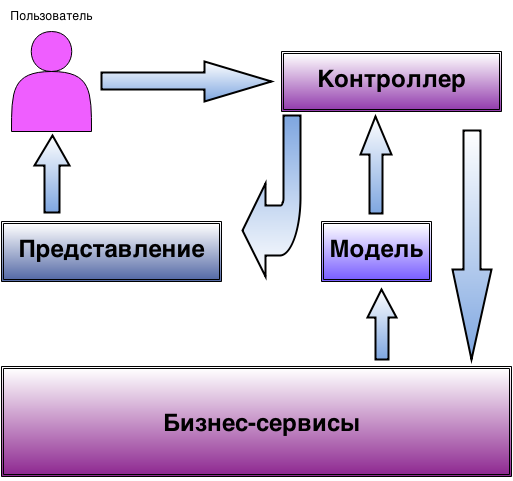 Пользователь
Контроллер
Представление
Модель
Бизнес-сервисы